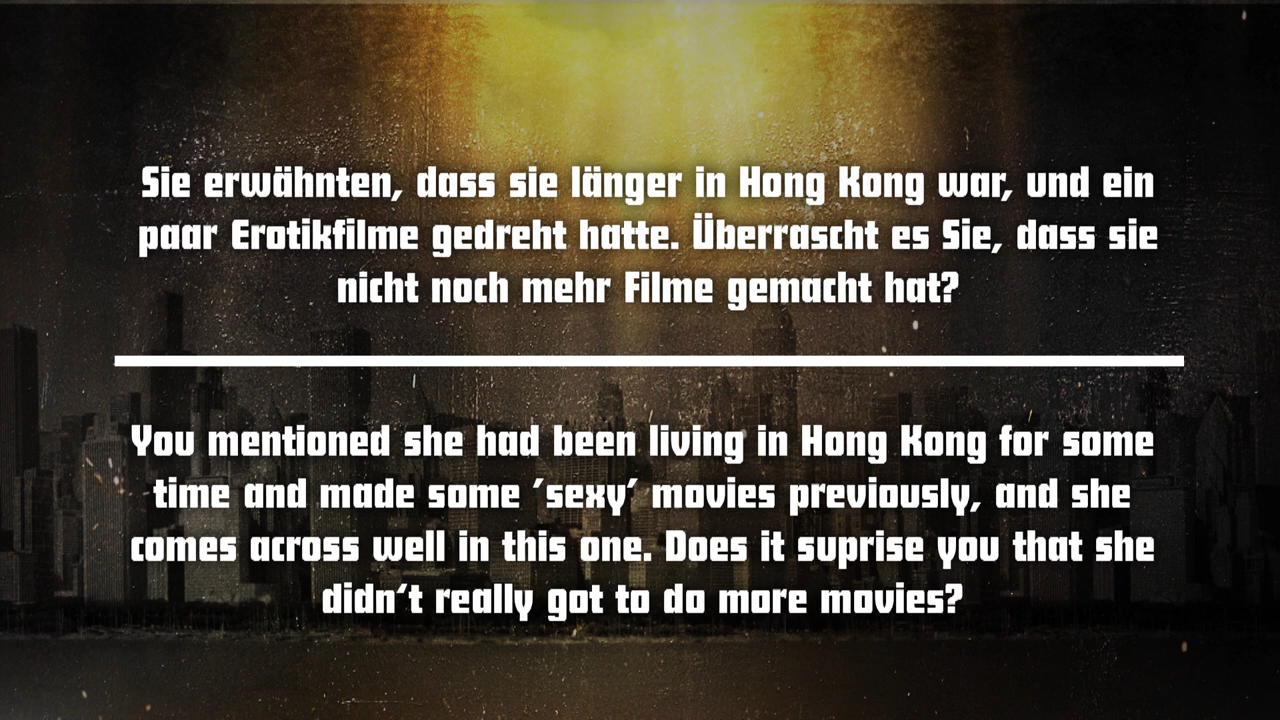 Sie erwähnten, dass sie länger in Hong Kong war, und ein
paar Erotikfilme gedreht hatte. Überrascht es Sie, dass sie
nicht noch mehr Filme gemacht hat?
You mentioned she had been living in Hong Kong for some
time and made some ’sexy’ movies previously, and she
comes across well in this one. Does it suprise you that she
didn’t really got to do more movies?